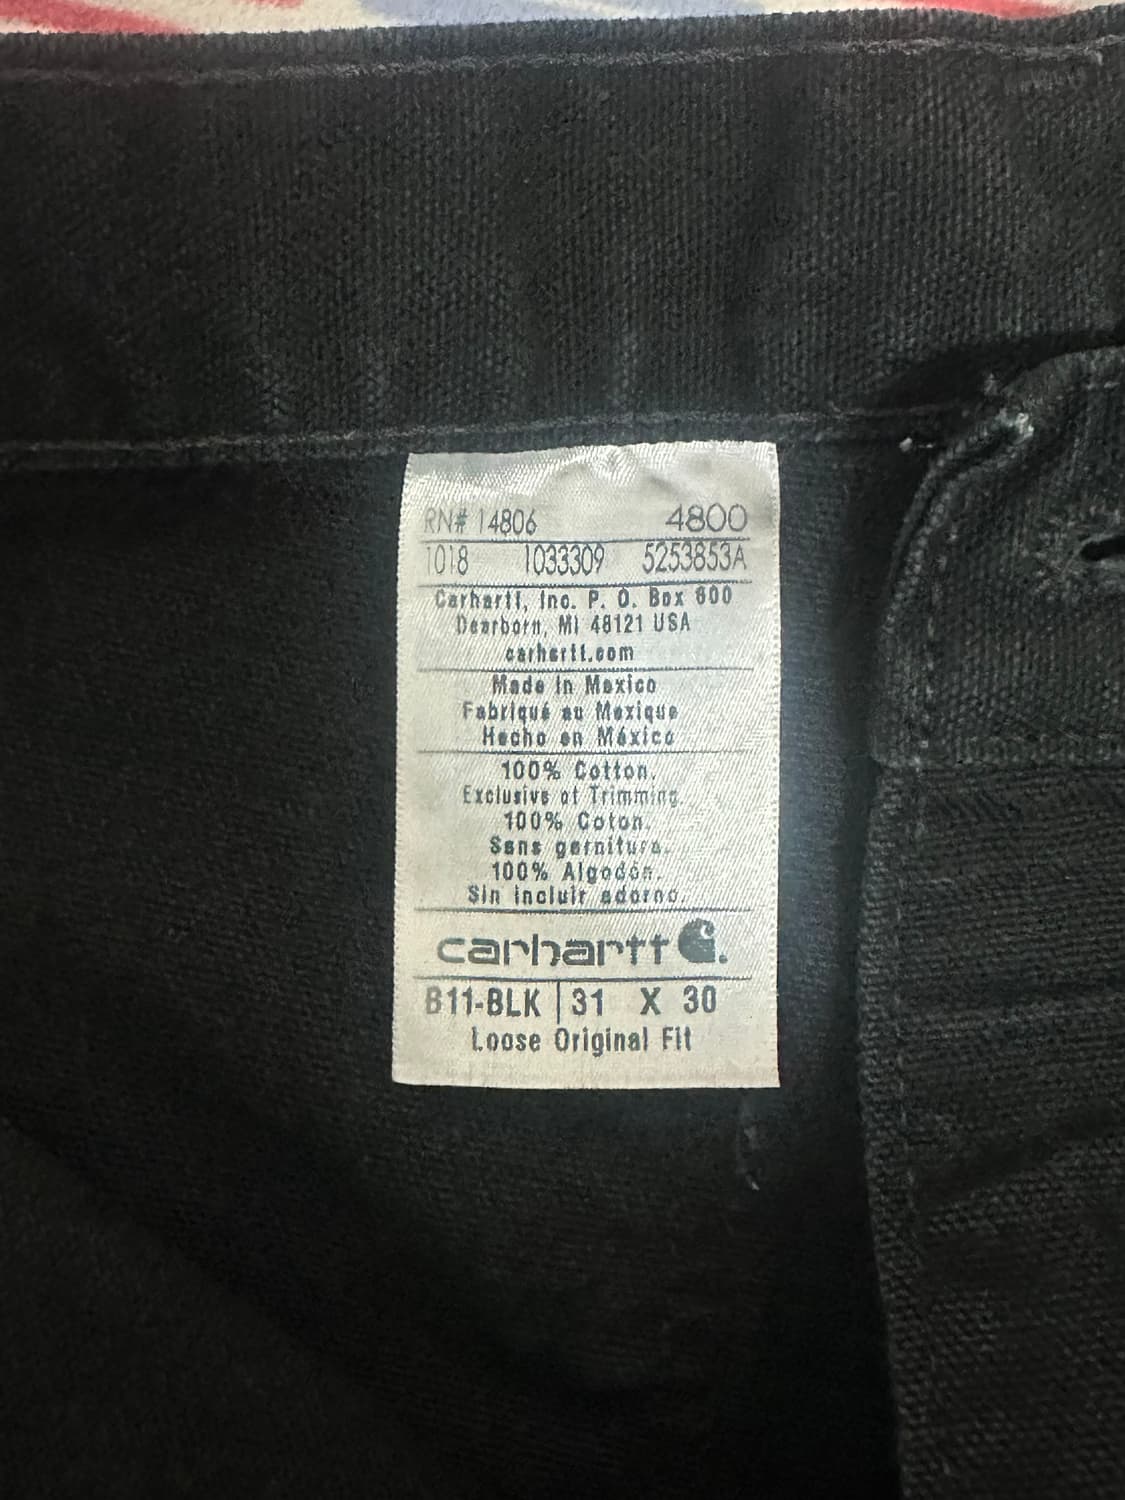 RN# 14806 4800
1018 1033309 5253853A
Carhartt, Inc. P. O. Box 600
Dearborn, MI 48121 USA
carhartt.com
Made in Mexico
Fabriqué au Mexique
Hecho en México
100% Cotton.
Exclusive of Trimming.
100% Coton.
Sans garniture.
100% Algodón.
Sin incluir adorno.
carhartt
B11-BLK | 31 X 30
Loose Original Fit